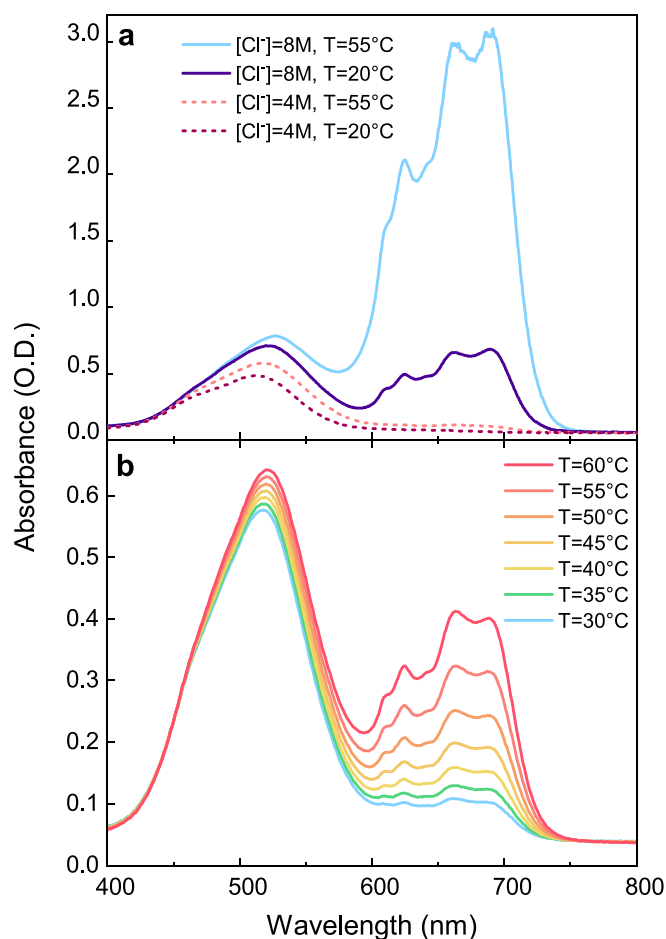 a
[Cl⁻]=8M, T=55°C
[Cl⁻]=8M, T=20°C
[Cl⁻]=4M, T=55°C
[Cl⁻]=4M, T=20°C
3.0
2.5
2.0
1.5
1.0
0.5
0.0
Absorbance (O.D.)
b
T=60°C
T=55°C
T=50°C
T=45°C
T=40°C
T=35°C
T=30°C
0.6
0.5
0.4
0.3
0.2
0.1
0.0
400 500 600 700 800
Wavelength (nm)